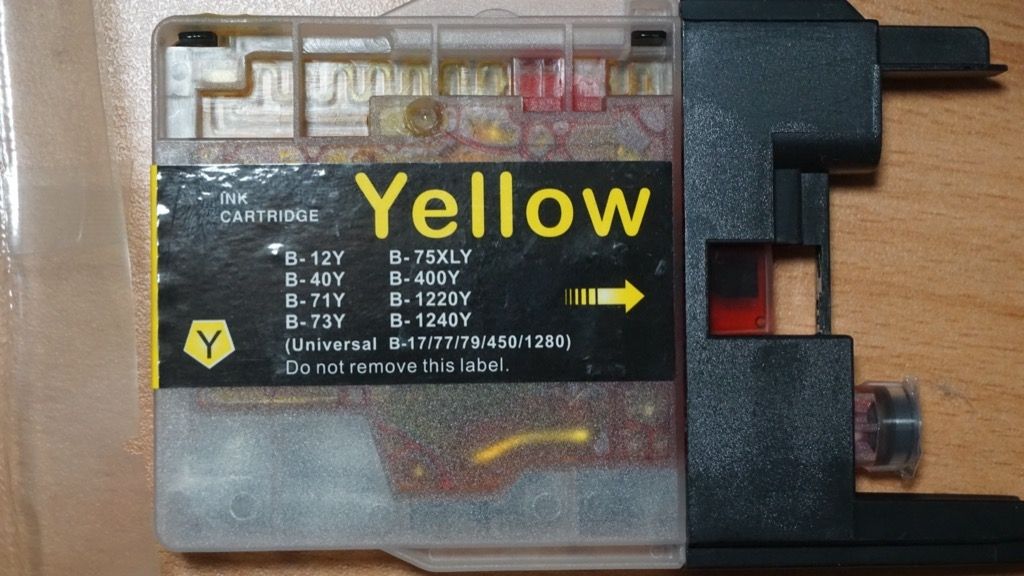 INK
CARTRIDGE
Yellow
B-12Y B-75XLY
B-40Y B-400Y
B-71Y B-1220Y
B-73Y B-1240Y
(Universal B-17/77/79/450/1280)
Do not remove this label.
Y